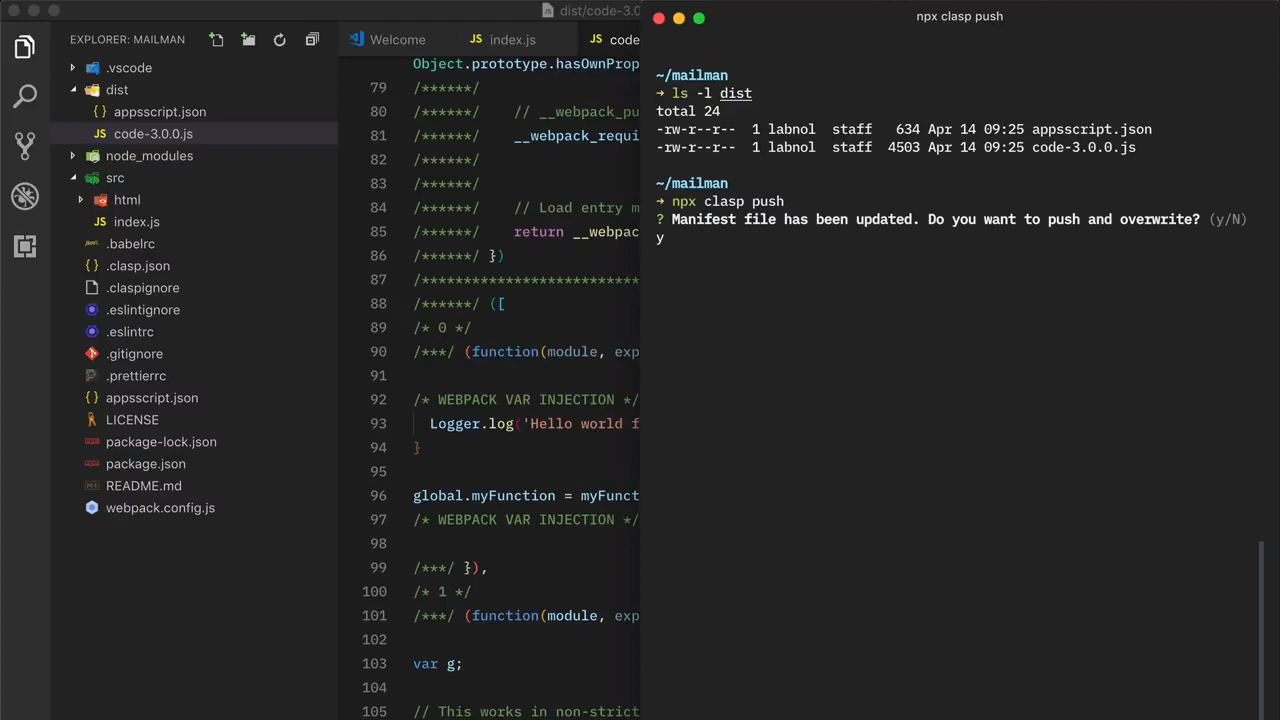 dist/code-3.0
EXPLORER: MAILMAN
.vscode
dist
{ } appsscript.json
JS code-3.0.0.js
node_modules
src
html
JS index.js
.babelrc
{ } .clasp.json
.claspignore
.eslintignore
.eslintrc
.gitignore
.prettierrc
{ } appsscript.json
LICENSE
package-lock.json
package.json
README.md
webpack.config.js
Welcome
JS index.js
JS code
Object.prototype.hasOwnProp
79 /******/
80 /******/ // __webpack_pu
81 /******/ __webpack_requi
82 /******/
83 /******/
84 /******/ // Load entry m
85 /******/ return __webpac
86 /******/ })
87 /****************************
88 /******/ ([
89 /* 0 */
90 /***/ (function(module, exp
91
92 /* WEBPACK VAR INJECTION */
93 Logger.log('Hello world f
94 }
95
96 global.myFunction = myFunct
97 /* WEBPACK VAR INJECTION */
98
99 /***/ }),
100 /* 1 */
101 /***/ (function(module, exp
102
103 var g;
104
105 // This works in non-strict
npx clasp push
~/mailman
➜ ls -l dist
total 24
-rw-r--r-- 1 labnol staff 634 Apr 14 09:25 appsscript.json
-rw-r--r-- 1 labnol staff 4503 Apr 14 09:25 code-3.0.0.js
~/mailman
➜ npx clasp push
? Manifest file has been updated. Do you want to push and overwrite? (y/N)
y